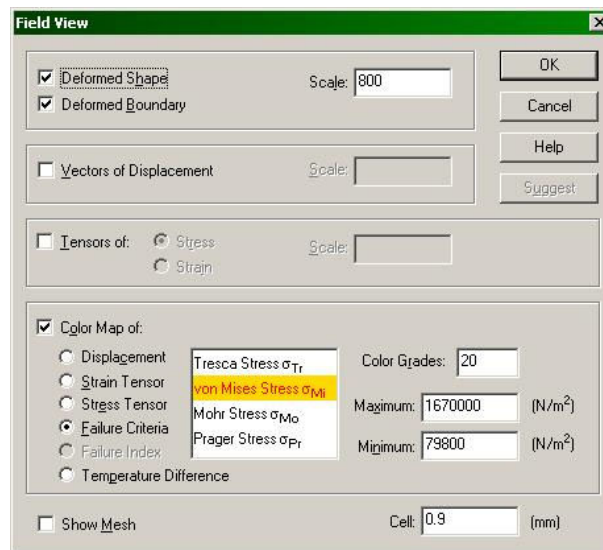 Field View
Deformed Shape
Scale: 800
OK
Deformed Boundary
Cancel
Help
Vectors of Displacement
Scale:
Suggest
Tensors of:
Stress
Scale:
Strain
Color Map of:
Displacement
Strain Tensor
Stress Tensor
Failure Criteria
Failure Index
Temperature Difference
Tresca Stress σTr
von Mises Stress σMi
Mohr Stress σMo
Prager Stress σPr
Color Grades: 20
Maximum: 1670000 (N/m²)
Minimum: 79800 (N/m²)
Show Mesh
Cell: 0.9 (mm)